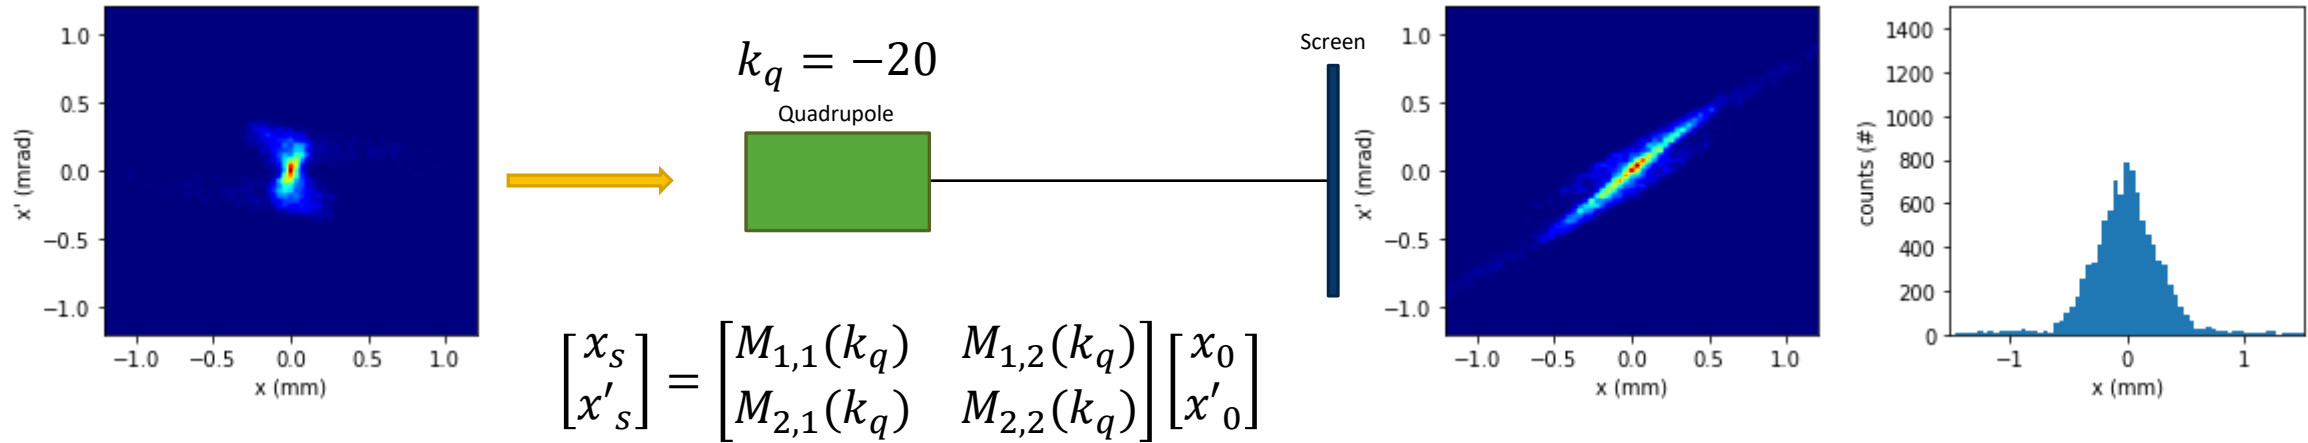 1.0
0.5
0.0
−0.5
−1.0
x' (mrad)
−1.0 −0.5 0.0 0.5 1.0
x (mm)
k_q = −20
Quadrupole
Screen
[x_s x'_s] = [M_{1,1}(k_q) M_{1,2}(k_q) M_{2,1}(k_q) M_{2,2}(k_q)] [x_0 x'_0]
1.0
0.5
0.0
−0.5
−1.0
x' (mrad)
−1.0 −0.5 0.0 0.5 1.0
x (mm)
1400
1200
1000
800
600
400
200
0
counts (#)
−1 0 1
x (mm)